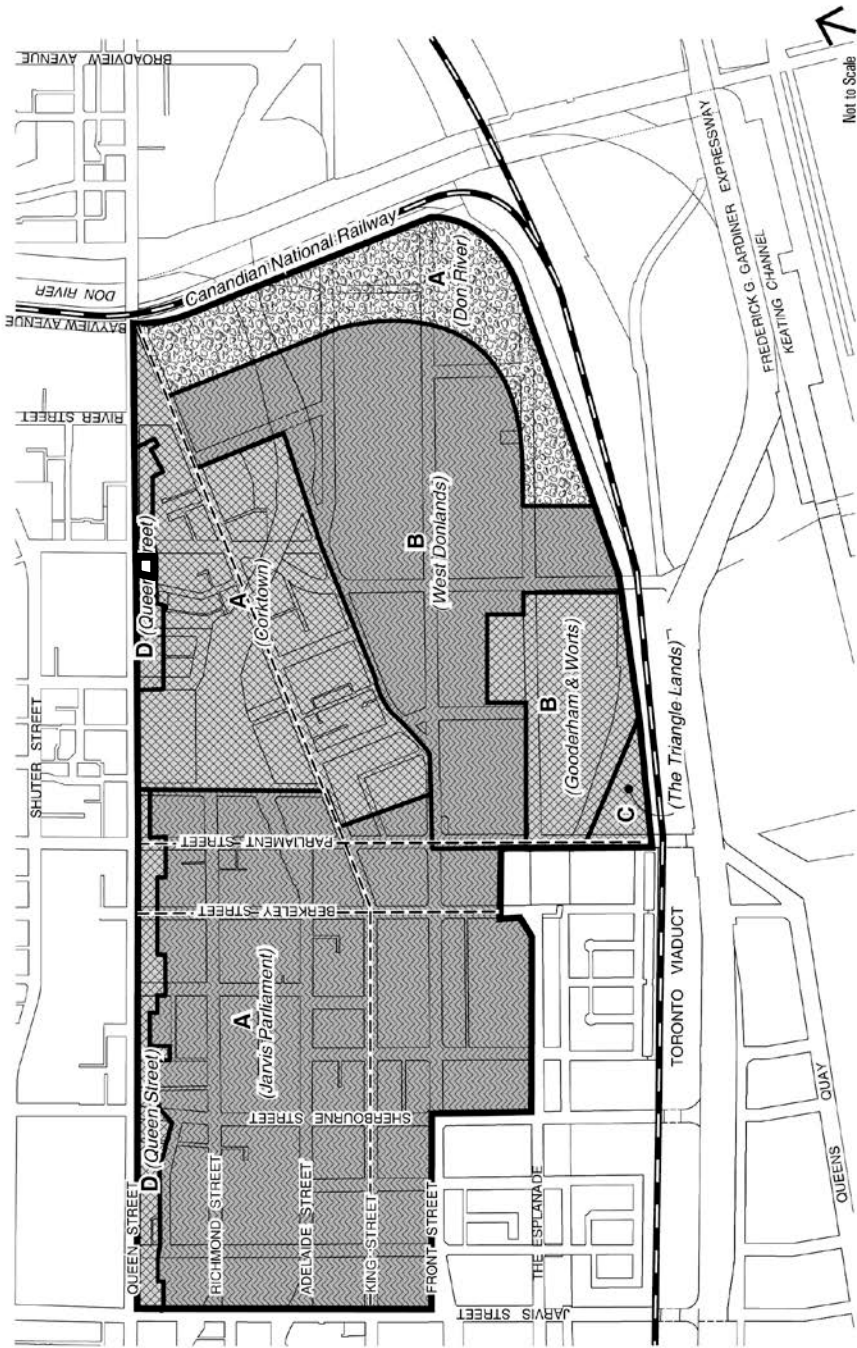 BROADVIEW AVENUE
DON RIVER
BAYVIEW AVENUE
RIVER STREET
SHUTER STREET
Canandian National Railway
A
(Don River)
D (Queen
reet)
A
(Corktown)
B
(West Donlands)
B
(Gooderham & Worts)
C
(The Triangle Lands)
FREDERICK G. GARDINER EXPRESSWAY
KEATING CHANNEL
Not to Scale
PARLIAMENT STREET
BERKELEY STREET
A
(Jarvis Parliament)
D (Queen Street)
SHERBOURNE
STREET
QUEEN STREET
RICHMOND STREET
ADELAIDE STREET
KING STREET
FRONT STREET
THE ESPLANADE
JARVIS STREET
TORONTO VIADUCT
QUEENS QUAY